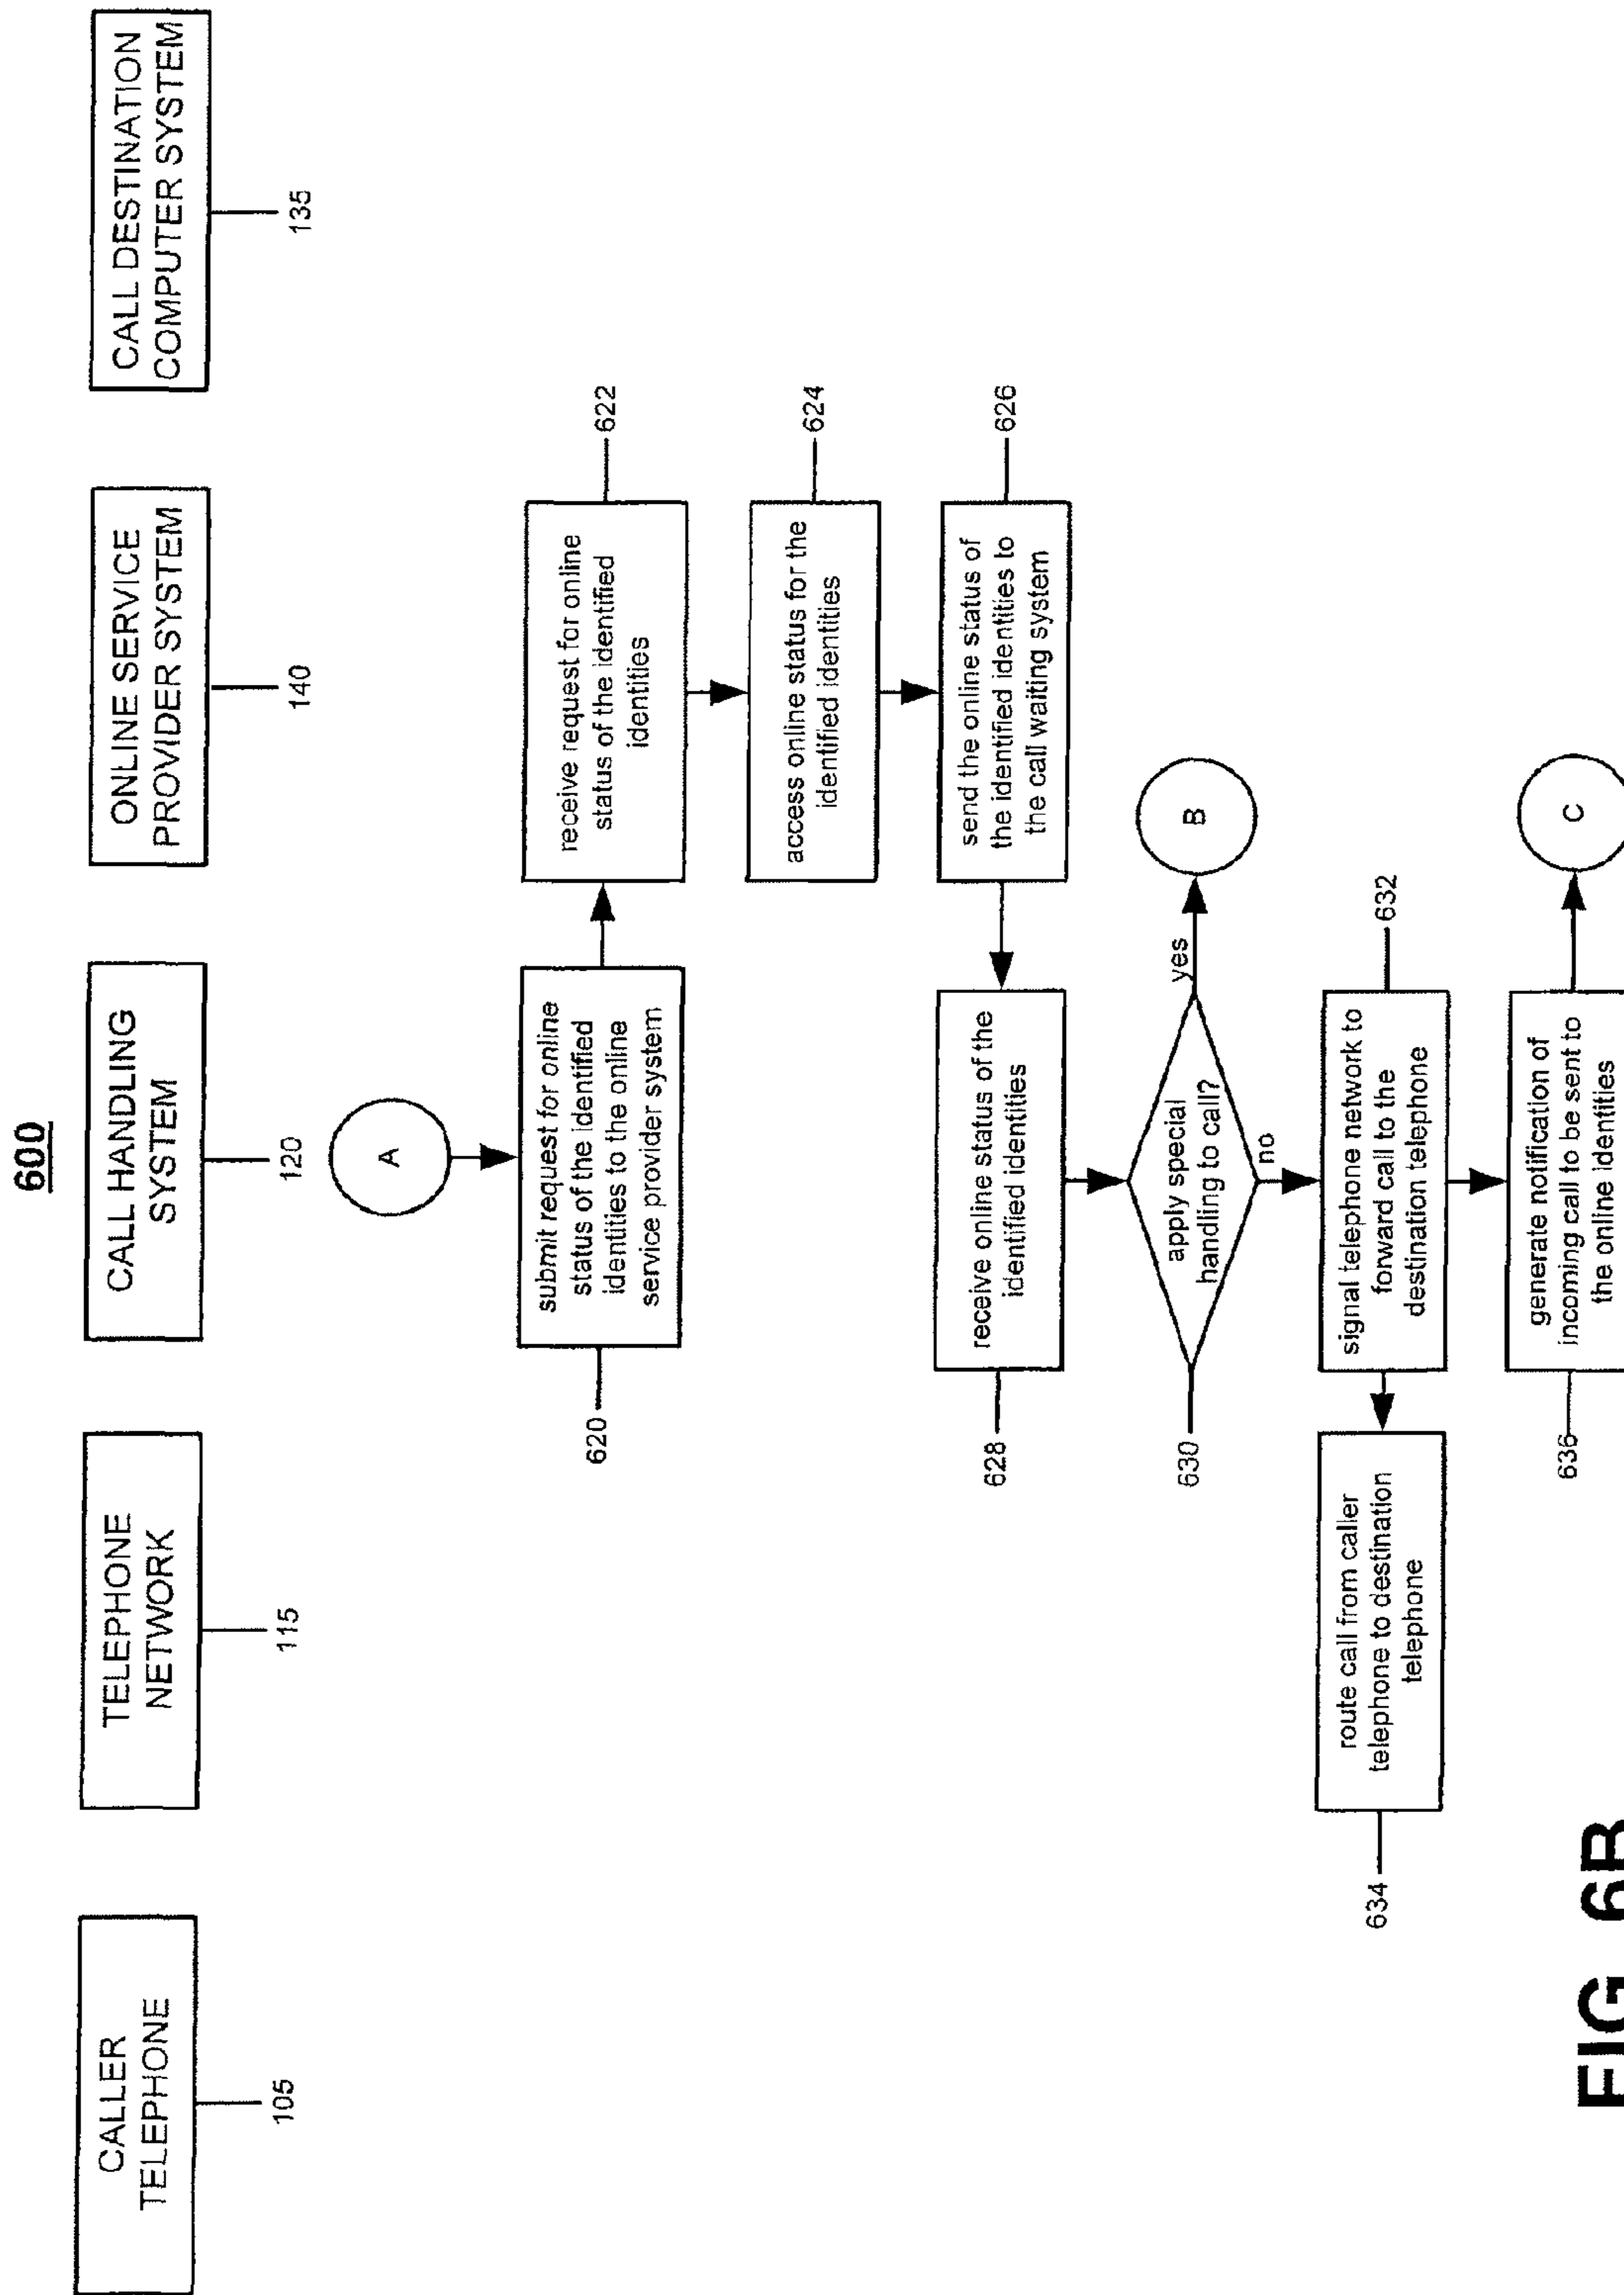 600
CALLER
TELEPHONE
105
TELEPHONE
NETWORK
115
CALL HANDLING
SYSTEM
120
ONLINE SERVICE
PROVIDER SYSTEM
140
CALL DESTINATION
COMPUTER SYSTEM
135
A
submit request for online
status of the identified
identities to the online
service provider system
620
receive request for online
status of the identified
identities
622
access online status for the
identified identities
624
send the online status of
the identified identities to
the call waiting system
626
receive online status of the
identified identities
628
apply special
handling to call?
630
yes
B
no
signal telephone network to
forward call to the
destination telephone
632
route call from caller
telephone to destination
telephone
634
generate notification of
incoming call to be sent to
the online identities
636
C
FIG. 6B